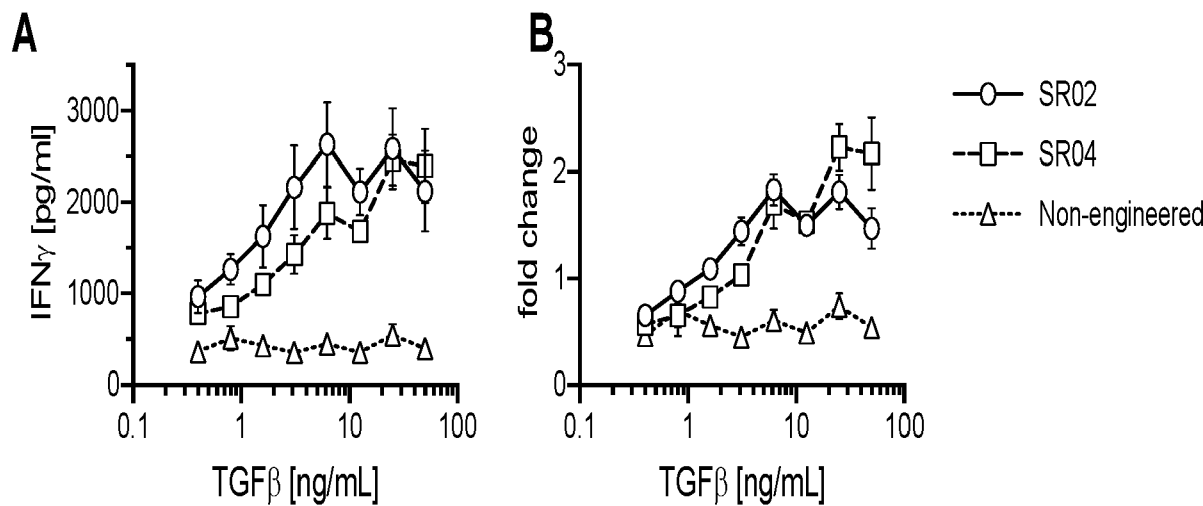 A
IFNγ [pg/ml]
3000
2000
1000
0
0.1
1
10
100
TGFβ [ng/mL]
B
fold change
3
2
1
0
0.1
1
10
100
TGFβ [ng/mL]
SR02
SR04
Non-engineered